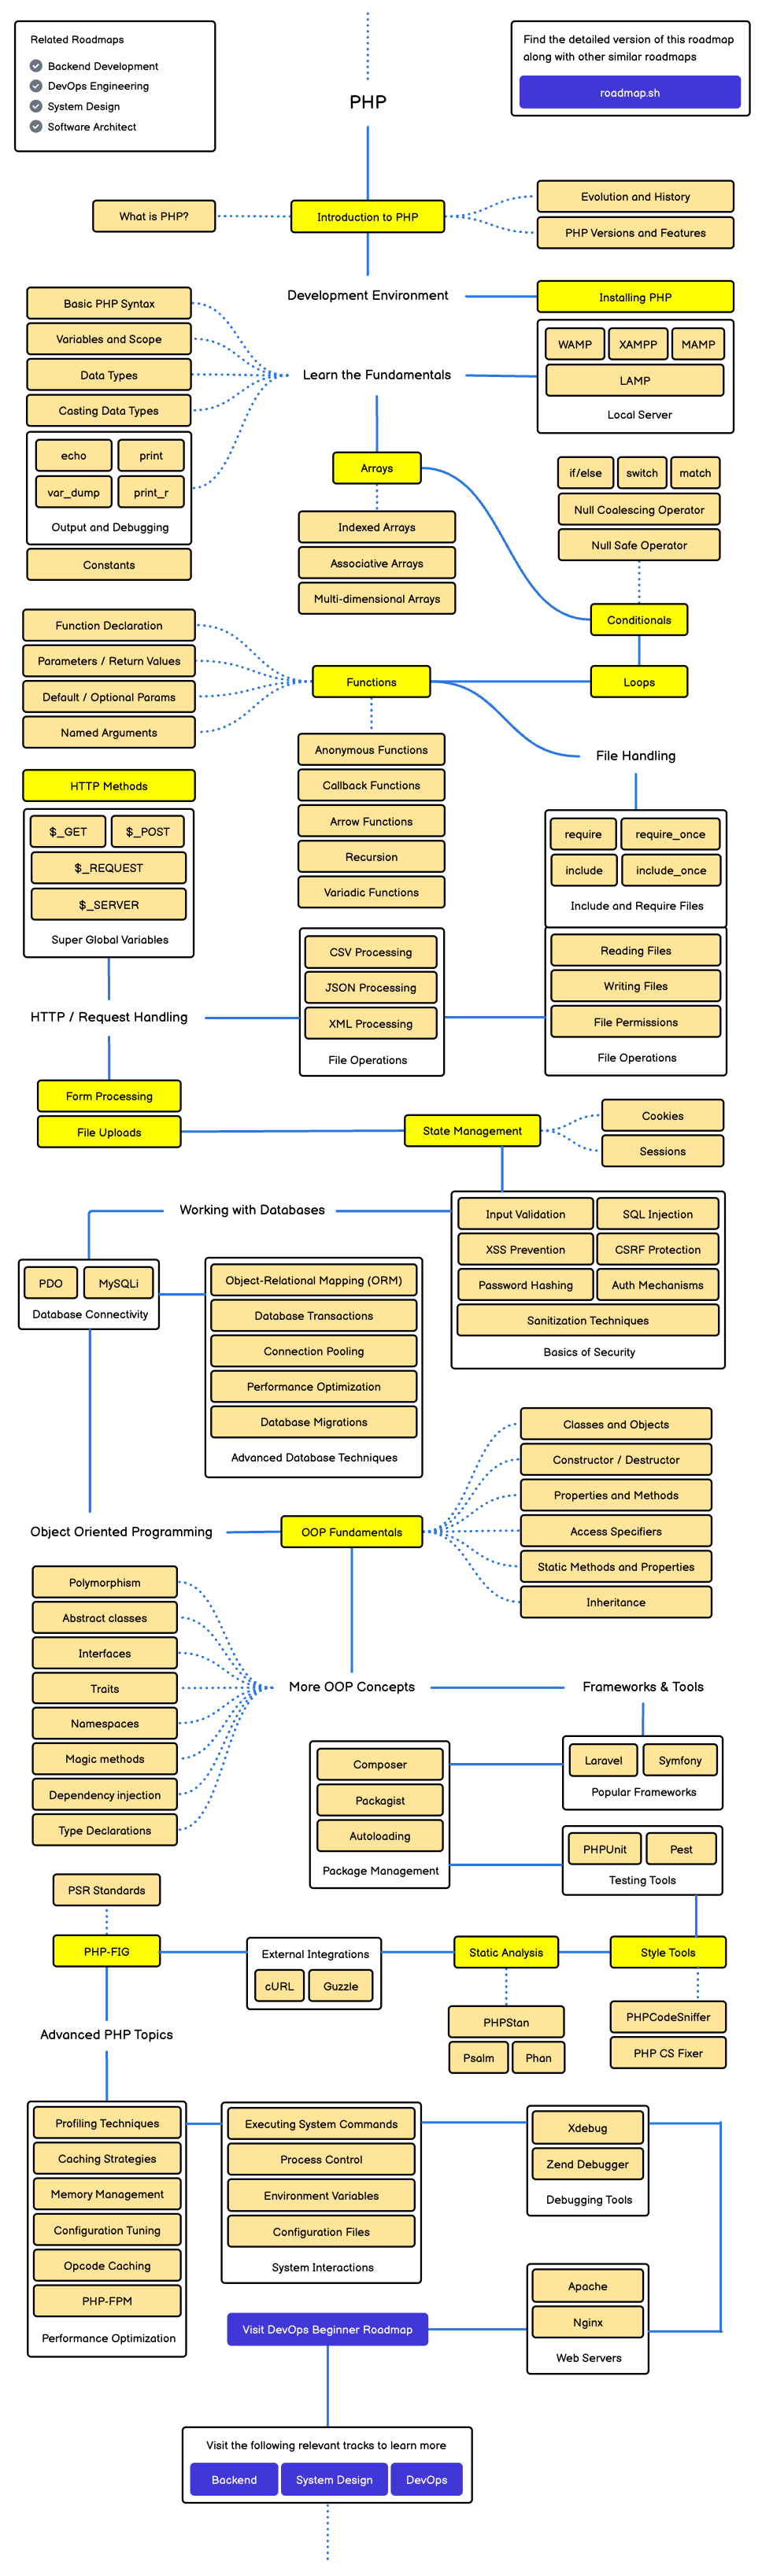 Related Roadmaps
Backend Development
DevOps Engineering
System Design
Software Architect
Find the detailed version of this roadmap
along with other similar roadmaps
roadmap.sh
PHP
What is PHP?
Introduction to PHP
Evolution and History
PHP Versions and Features
Development Environment
Installing PHP
WAMP
XAMPP
MAMP
LAMP
Local Server
Basic PHP Syntax
Variables and Scope
Data Types
Casting Data Types
echo
print
var_dump
print_r
Output and Debugging
Constants
Learn the Fundamentals
Arrays
Indexed Arrays
Associative Arrays
Multi-dimensional Arrays
if/else
switch
match
Null Coalescing Operator
Null Safe Operator
Conditionals
Loops
Functions
Function Declaration
Parameters / Return Values
Default / Optional Params
Named Arguments
Anonymous Functions
Callback Functions
Arrow Functions
Recursion
Variadic Functions
File Handling
require
require_once
include
include_once
Include and Require Files
Reading Files
Writing Files
File Permissions
File Operations
CSV Processing
JSON Processing
XML Processing
File Operations
HTTP Methods
$_GET
$_POST
$_REQUEST
$_SERVER
Super Global Variables
HTTP / Request Handling
Form Processing
File Uploads
State Management
Cookies
Sessions
Input Validation
SQL Injection
XSS Prevention
CSRF Protection
Password Hashing
Auth Mechanisms
Sanitization Techniques
Basics of Security
Working with Databases
PDO
MySQLi
Database Connectivity
Object-Relational Mapping (ORM)
Database Transactions
Connection Pooling
Performance Optimization
Database Migrations
Advanced Database Techniques
Object Oriented Programming
OOP Fundamentals
Classes and Objects
Constructor / Destructor
Properties and Methods
Access Specifiers
Static Methods and Properties
Inheritance
Polymorphism
Abstract classes
Interfaces
Traits
Namespaces
Magic methods
Dependency injection
Type Declarations
More OOP Concepts
Frameworks & Tools
Laravel
Symfony
Popular Frameworks
Composer
Packagist
Autoloading
Package Management
PHPUnit
Pest
Testing Tools
PSR Standards
PHP-FIG
External Integrations
cURL
Guzzle
Static Analysis
Style Tools
PHPStan
Psalm
Phan
PHPCodeSniffer
PHP CS Fixer
Advanced PHP Topics
Profiling Techniques
Caching Strategies
Memory Management
Configuration Tuning
Opcode Caching
PHP-FPM
Performance Optimization
Executing System Commands
Process Control
Environment Variables
Configuration Files
System Interactions
Xdebug
Zend Debugger
Debugging Tools
Apache
Nginx
Web Servers
Visit DevOps Beginner Roadmap
Visit the following relevant tracks to learn more
Backend
System Design
DevOps